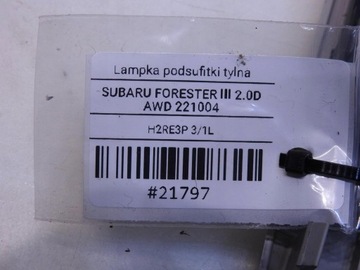 Lampka podsufitki tylna
SUBARU FORESTER III 2.0D
AWD 221004
H2RE3P 3/1L
#21797